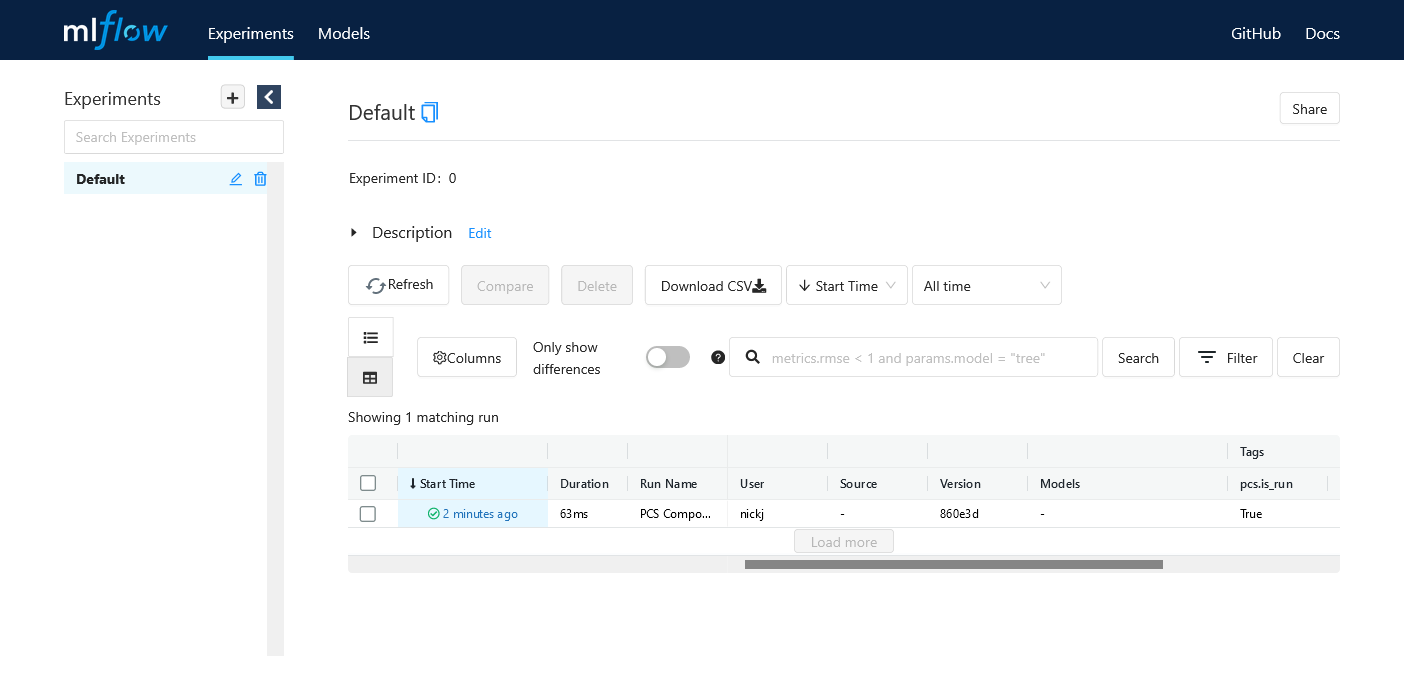 mlflow Experiments Models GitHub Docs
Experiments
Search Experiments
Default
Default
Share
Experiment ID: 0
Description Edit
Refresh Compare Delete Download CSV Start Time All time
Columns
Only show
differences
metrics.rmse < 1 and params.model = "tree"
Search Filter Clear
Showing 1 matching run
Tags
Start Time Duration Run Name User Source Version Models pcs.is_run
2 minutes ago 63ms PCS Compo... nickj - 860e3d - True
Load more